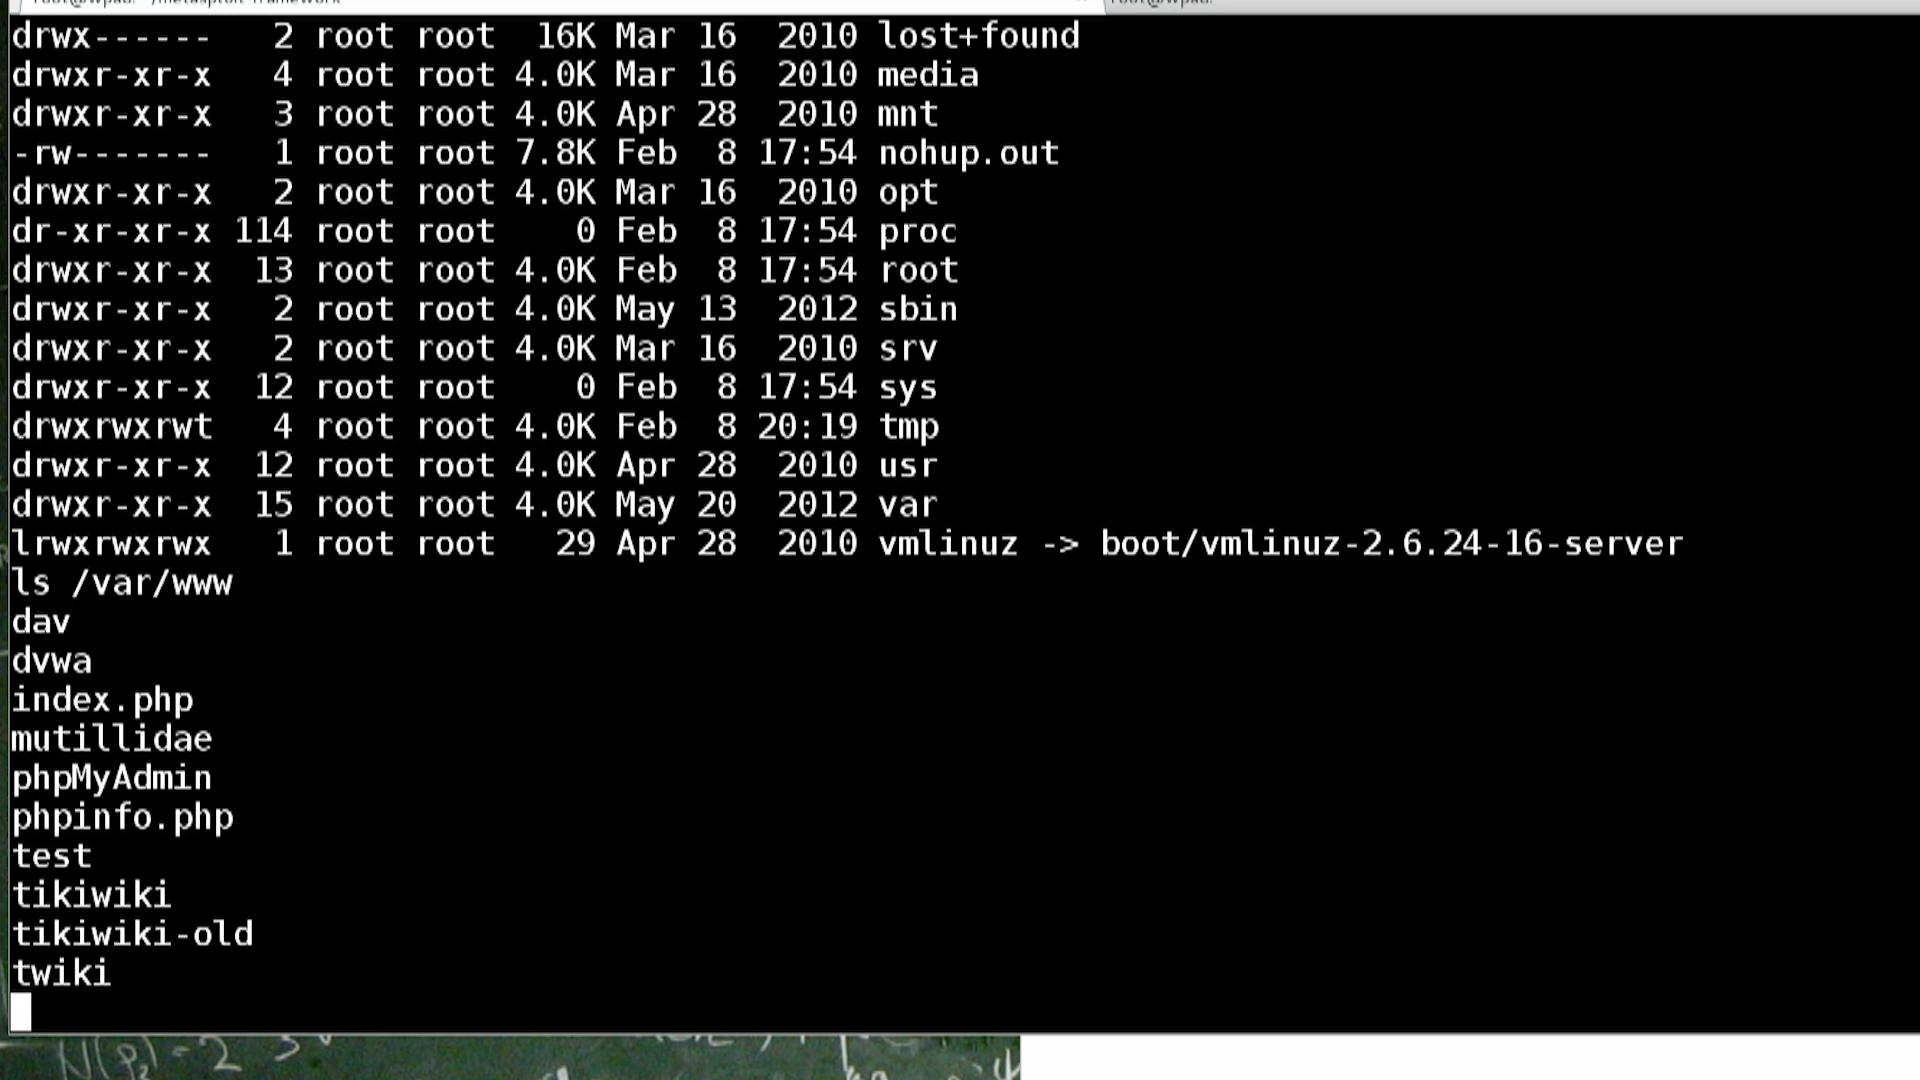 drwx------   2 root root  16K Mar 16  2010 lost+found
drwxr-xr-x   4 root root 4.0K Mar 16  2010 media
drwxr-xr-x   3 root root 4.0K Apr 28  2010 mnt
-rw-------   1 root root 7.8K Feb  8 17:54 nohup.out
drwxr-xr-x   2 root root 4.0K Mar 16  2010 opt
dr-xr-xr-x 114 root root    0 Feb  8 17:54 proc
drwxr-xr-x  13 root root 4.0K Feb  8 17:54 root
drwxr-xr-x   2 root root 4.0K May 13  2012 sbin
drwxr-xr-x   2 root root 4.0K Mar 16  2010 srv
drwxr-xr-x  12 root root    0 Feb  8 17:54 sys
drwxrwxrwt   4 root root 4.0K Feb  8 20:19 tmp
drwxr-xr-x  12 root root 4.0K Apr 28  2010 usr
drwxr-xr-x  15 root root 4.0K May 20  2012 var
lrwxrwxrwx   1 root root   29 Apr 28  2010 vmlinuz -> boot/vmlinuz-2.6.24-16-server
ls /var/www
dav
dvwa
index.php
mutillidae
phpMyAdmin
phpinfo.php
test
tikiwiki
tikiwiki-old
twiki